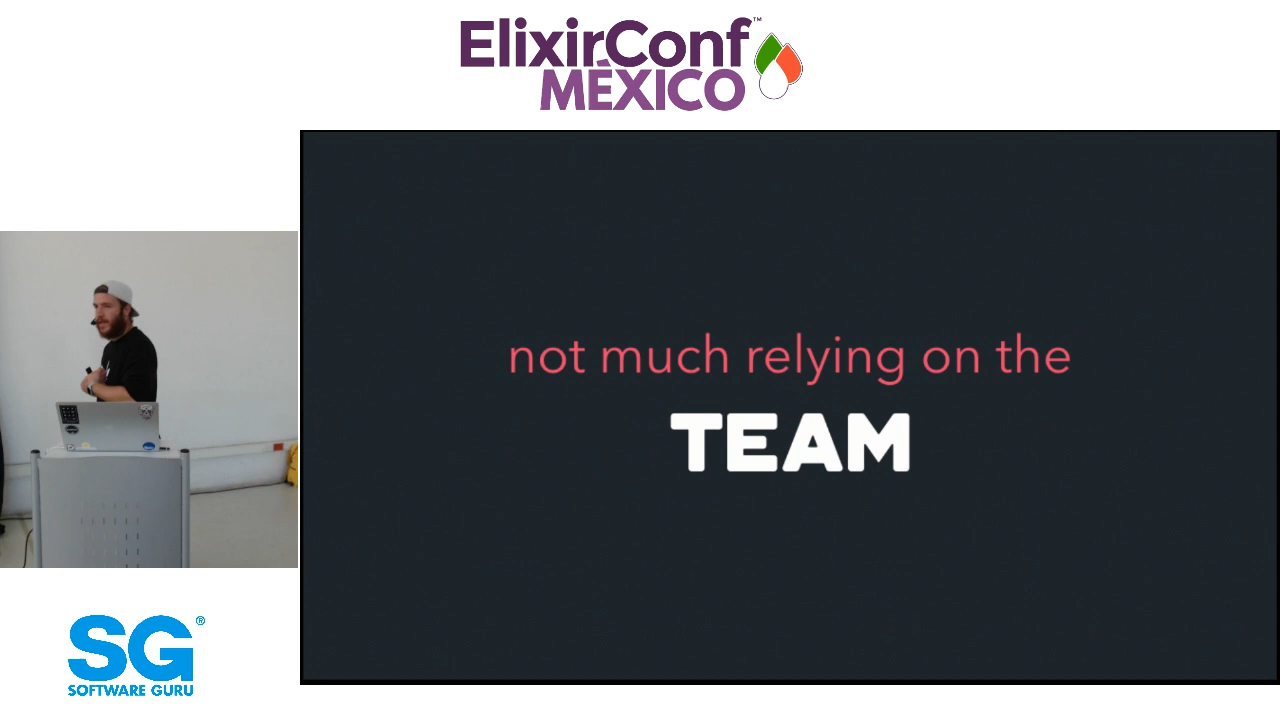 ElixirConf™
MÉXICO
not much relying on the
TEAM
SG®
SOFTWARE GURU